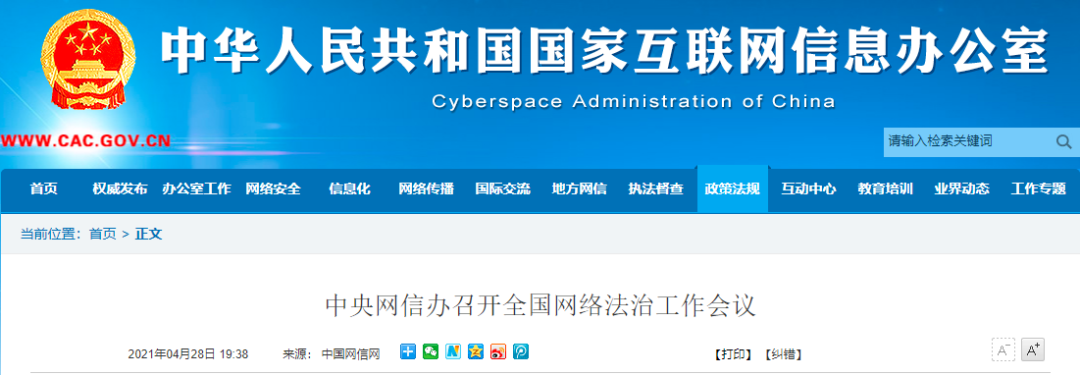 中华人民共和国国家互联网信息办公室
Cyberspace Administration of China
WWW.CAC.GOV.CN
请输入检索关键词
首页 权威发布 办公室工作 网络安全 信息化 网络传播 国际交流 地方网信 执法督查 政策法规 互动中心 教育培训 业界动态 工作专题
当前位置： 首页 > 正文
中央网信办召开全国网络法治工作会议
2021年04月28日 19:38 来源： 中国网信网 【打印】【纠错】 A- A+